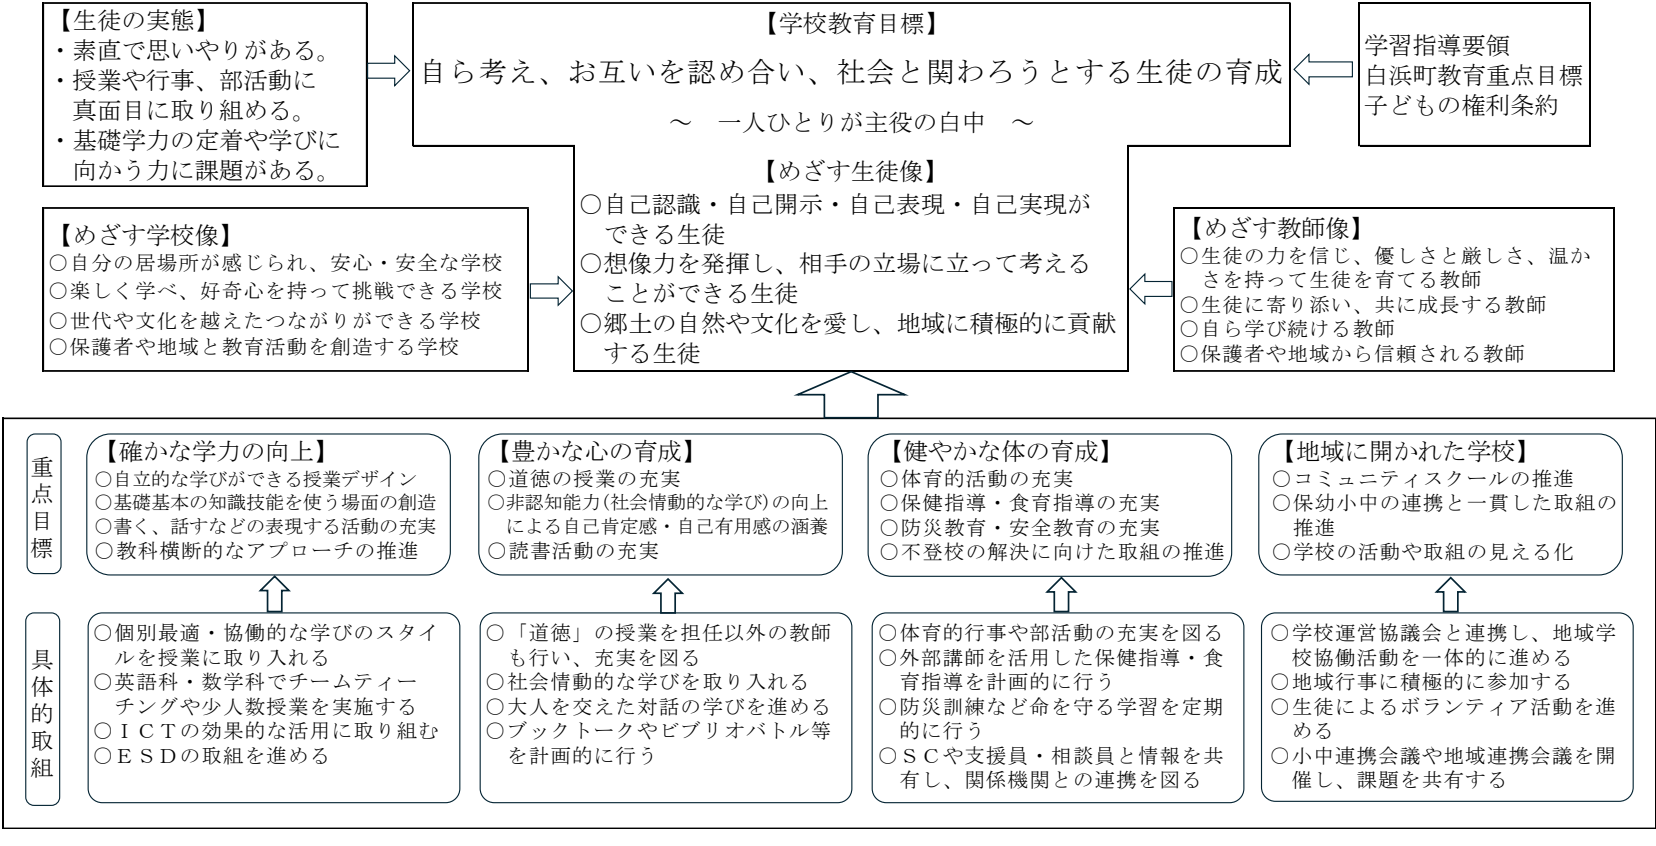 【生徒の実態】
・素直で思いやりがある。
・授業や行事、部活動に
真面目に取り組める。
・基礎学力の定着や学びに
向かう力に課題がある。
【学校教育目標】
自ら考え、お互いを認め合い、社会と関わろうとする生徒の育成
～　一人ひとりが主役の白中　～
学習指導要領
白浜町教育重点目標
子どもの権利条約
【めざす生徒像】
○自己認識・自己開示・自己表現・自己実現が
できる生徒
○想像力を発揮し、相手の立場に立って考える
ことができる生徒
○郷土の自然や文化を愛し、地域に積極的に貢献
する生徒
【めざす学校像】
○自分の居場所が感じられ、安心・安全な学校
○楽しく学べ、好奇心を持って挑戦できる学校
○世代や文化を越えたつながりができる学校
○保護者や地域と教育活動を創造する学校
【めざす教師像】
○生徒の力を信じ、優しさと厳しさ、温か
さを持って生徒を育てる教師
○生徒に寄り添い、共に成長する教師
○自ら学び続ける教師
○保護者や地域から信頼される教師
重点目標
【確かな学力の向上】
○自立的な学びができる授業デザイン
○基礎基本の知識技能を使う場面の創造
○書く、話すなどの表現する活動の充実
○教科横断的なアプローチの推進
【豊かな心の育成】
○道徳の授業の充実
○非認知能力(社会情動的な学び)の向上
による自己肯定感・自己有用感の涵養
○読書活動の充実
【健やかな体の育成】
○体育的活動の充実
○保健指導・食育指導の充実
○防災教育・安全教育の充実
○不登校の解決に向けた取組の推進
【地域に開かれた学校】
○コミュニティスクールの推進
○保幼小中の連携と一貫した取組の
推進
○学校の活動や取組の見える化
具体的取組
○個別最適・協働的な学びのスタイ
ルを授業に取り入れる
○英語科・数学科でチームティー
チングや少人数授業を実施する
○ＩＣＴの効果的な活用に取り組む
○ＥＳＤの取組を進める
○「道徳」の授業を担任以外の教師
も行い、充実を図る
○社会情動的な学びを取り入れる
○大人を交えた対話の学びを進める
○ブックトークやビブリオバトル等
を計画的に行う
○体育的行事や部活動の充実を図る
○外部講師を活用した保健指導・食
育指導を計画的に行う
○防災訓練など命を守る学習を定期
的に行う
○ＳＣや支援員・相談員と情報を共
有し、関係機関との連携を図る
○学校運営協議会と連携し、地域学
校協働活動を一体的に進める
○地域行事に積極的に参加する
○生徒によるボランティア活動を進
める
○小中連携会議や地域連携会議を開
催し、課題を共有する